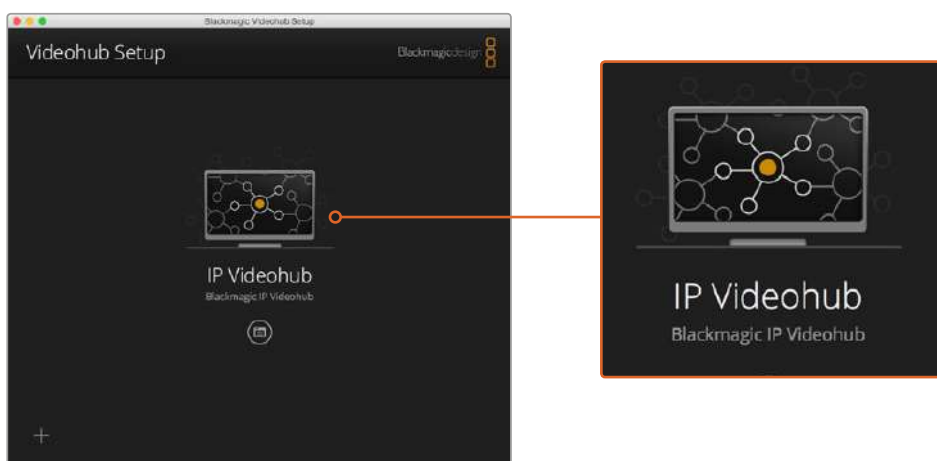 Blackmagic Videohub Setup
Videohub Setup
Blackmagicdesign
IP Videohub
Blackmagic IP Videohub
IP Videohub
Blackmagic IP Videohub